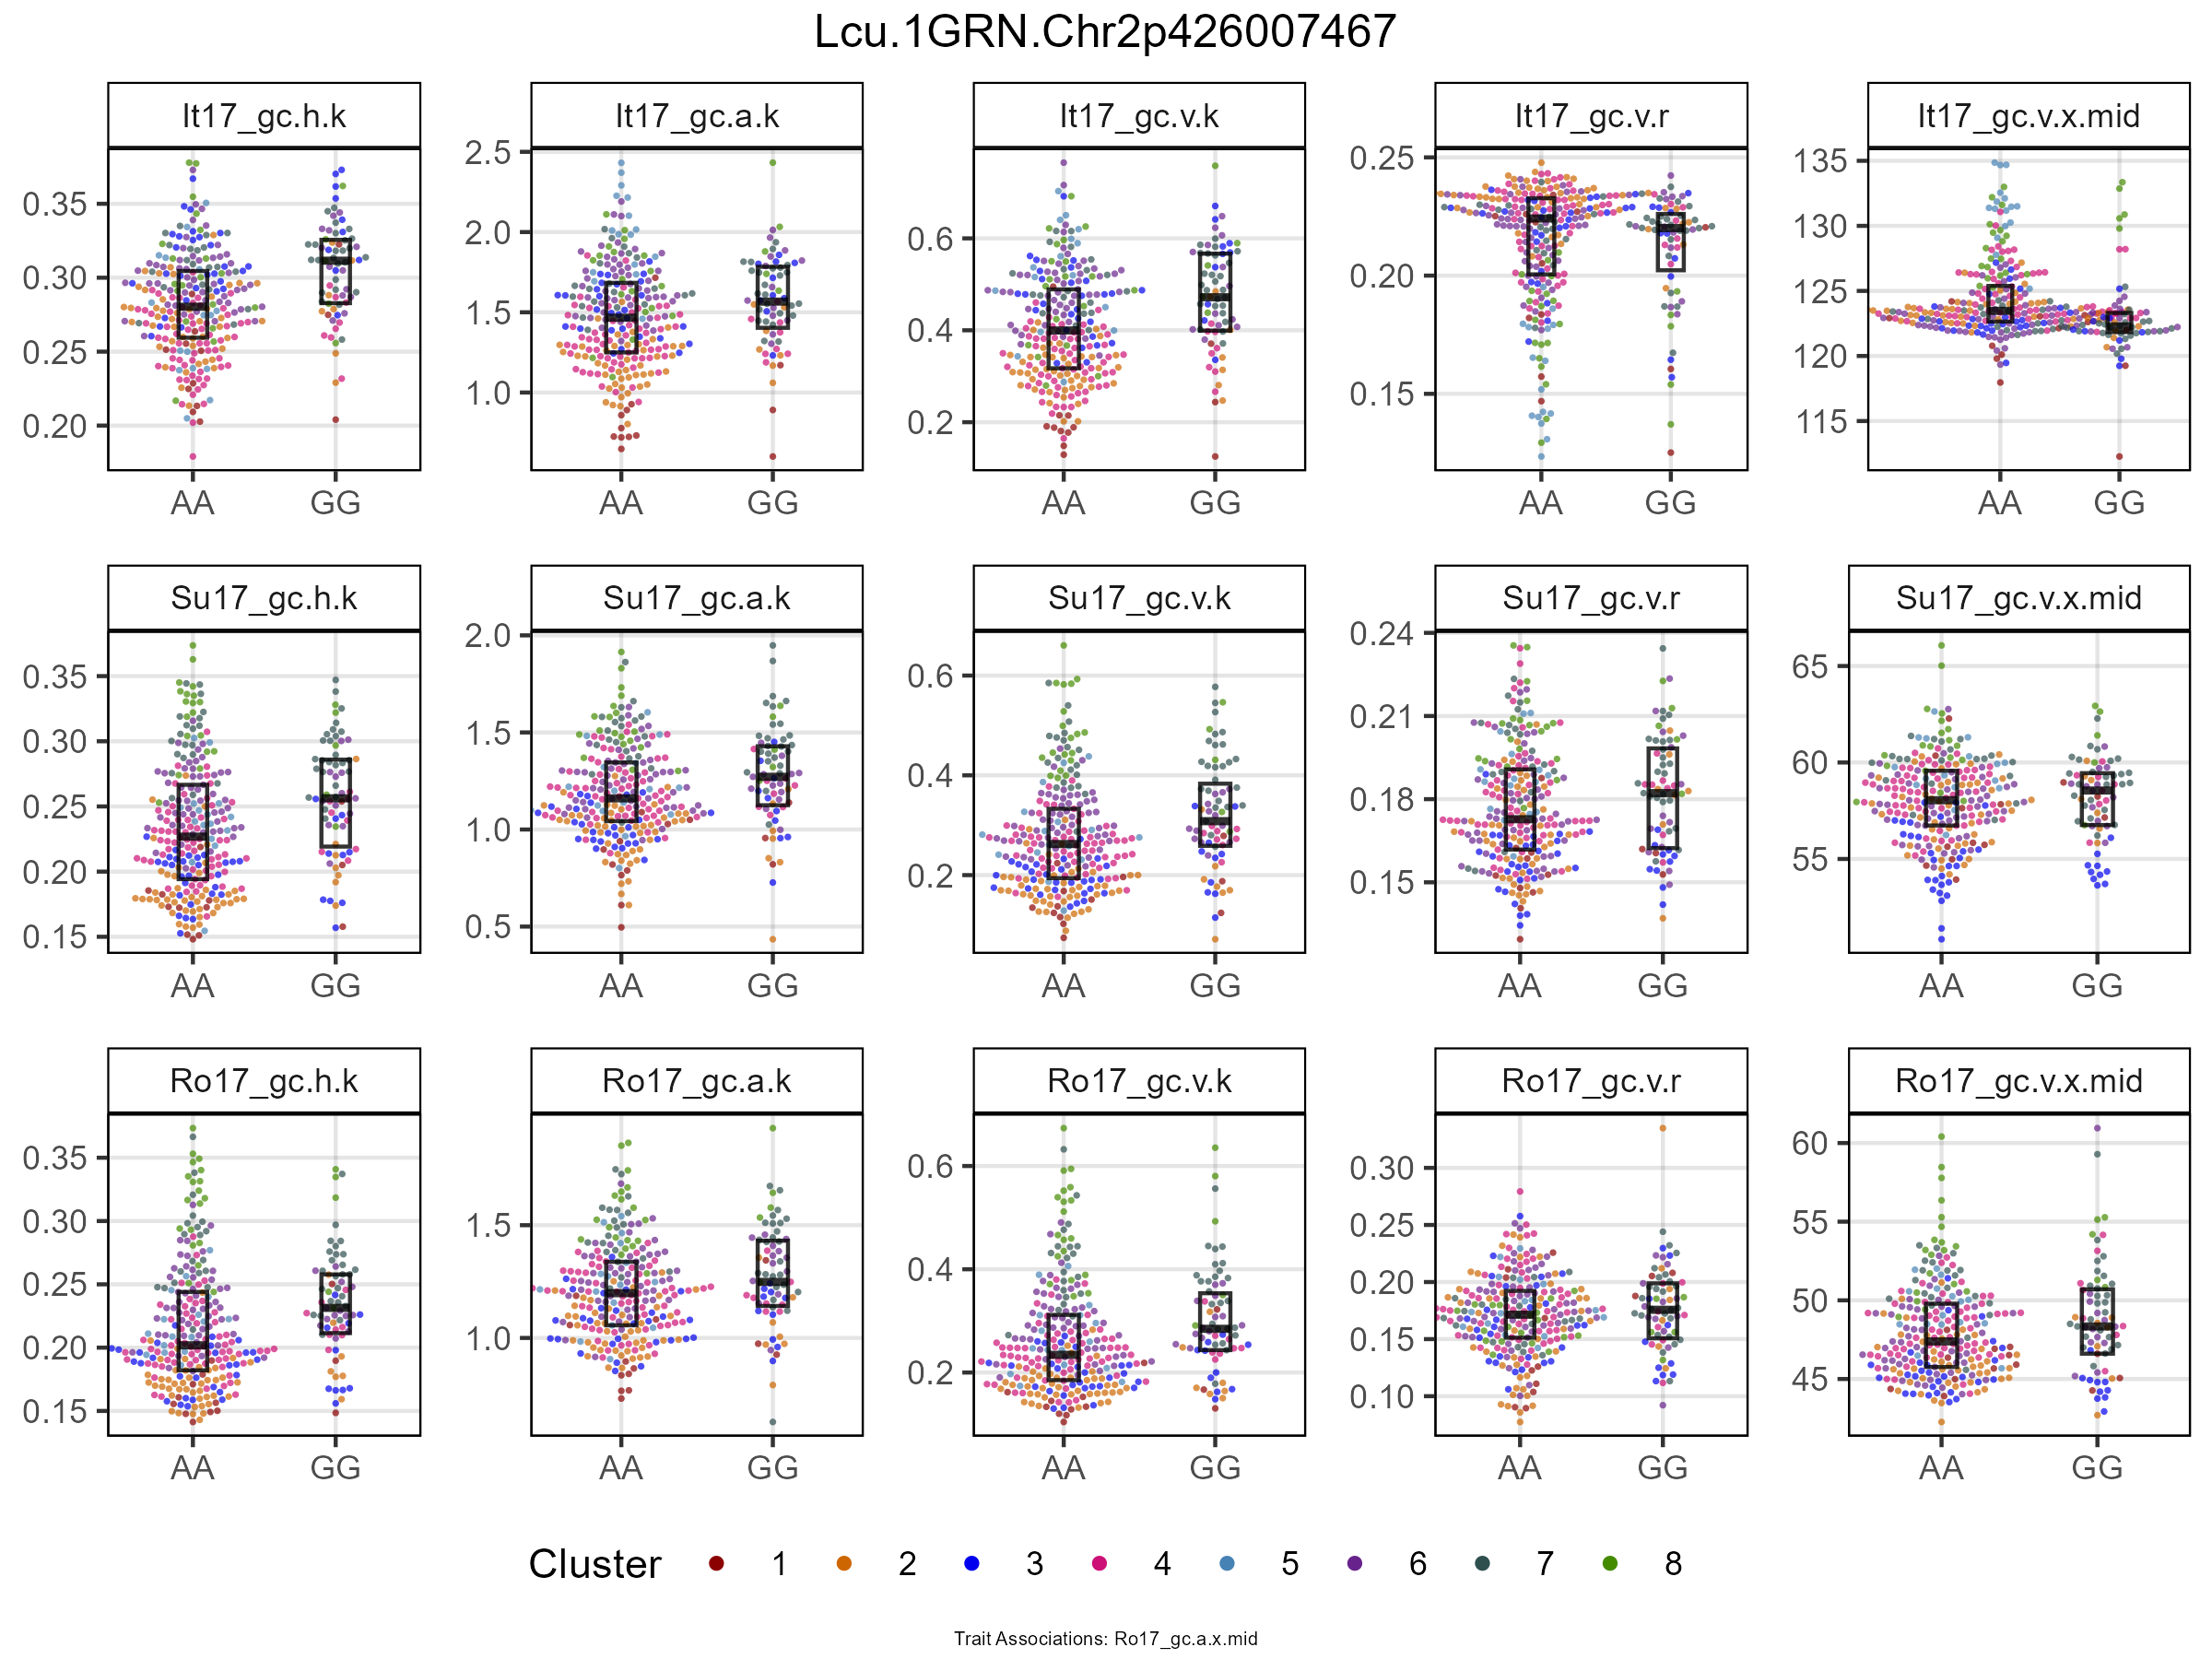 Lcu.1GRN.Chr2p426007467
It17_gc.h.k
It17_gc.a.k
It17_gc.v.k
It17_gc.v.r
It17_gc.v.x.mid
0.35
0.30
0.25
0.20
AA GG
2.5
2.0
1.5
1.0
AA GG
0.6
0.4
0.2
AA GG
0.25
0.20
0.15
AA GG
135
130
125
120
115
AA GG
Su17_gc.h.k
Su17_gc.a.k
Su17_gc.v.k
Su17_gc.v.r
Su17_gc.v.x.mid
0.35
0.30
0.25
0.20
0.15
AA GG
2.0
1.5
1.0
0.5
AA GG
0.6
0.4
0.2
AA GG
0.24
0.21
0.18
0.15
AA GG
65
60
55
AA GG
Ro17_gc.h.k
Ro17_gc.a.k
Ro17_gc.v.k
Ro17_gc.v.r
Ro17_gc.v.x.mid
0.35
0.30
0.25
0.20
0.15
AA GG
1.5
1.0
AA GG
0.6
0.4
0.2
AA GG
0.30
0.25
0.20
0.15
0.10
AA GG
60
55
50
45
AA GG
Cluster 1 2 3 4 5 6 7 8
Trait Associations: Ro17_gc.a.x.mid